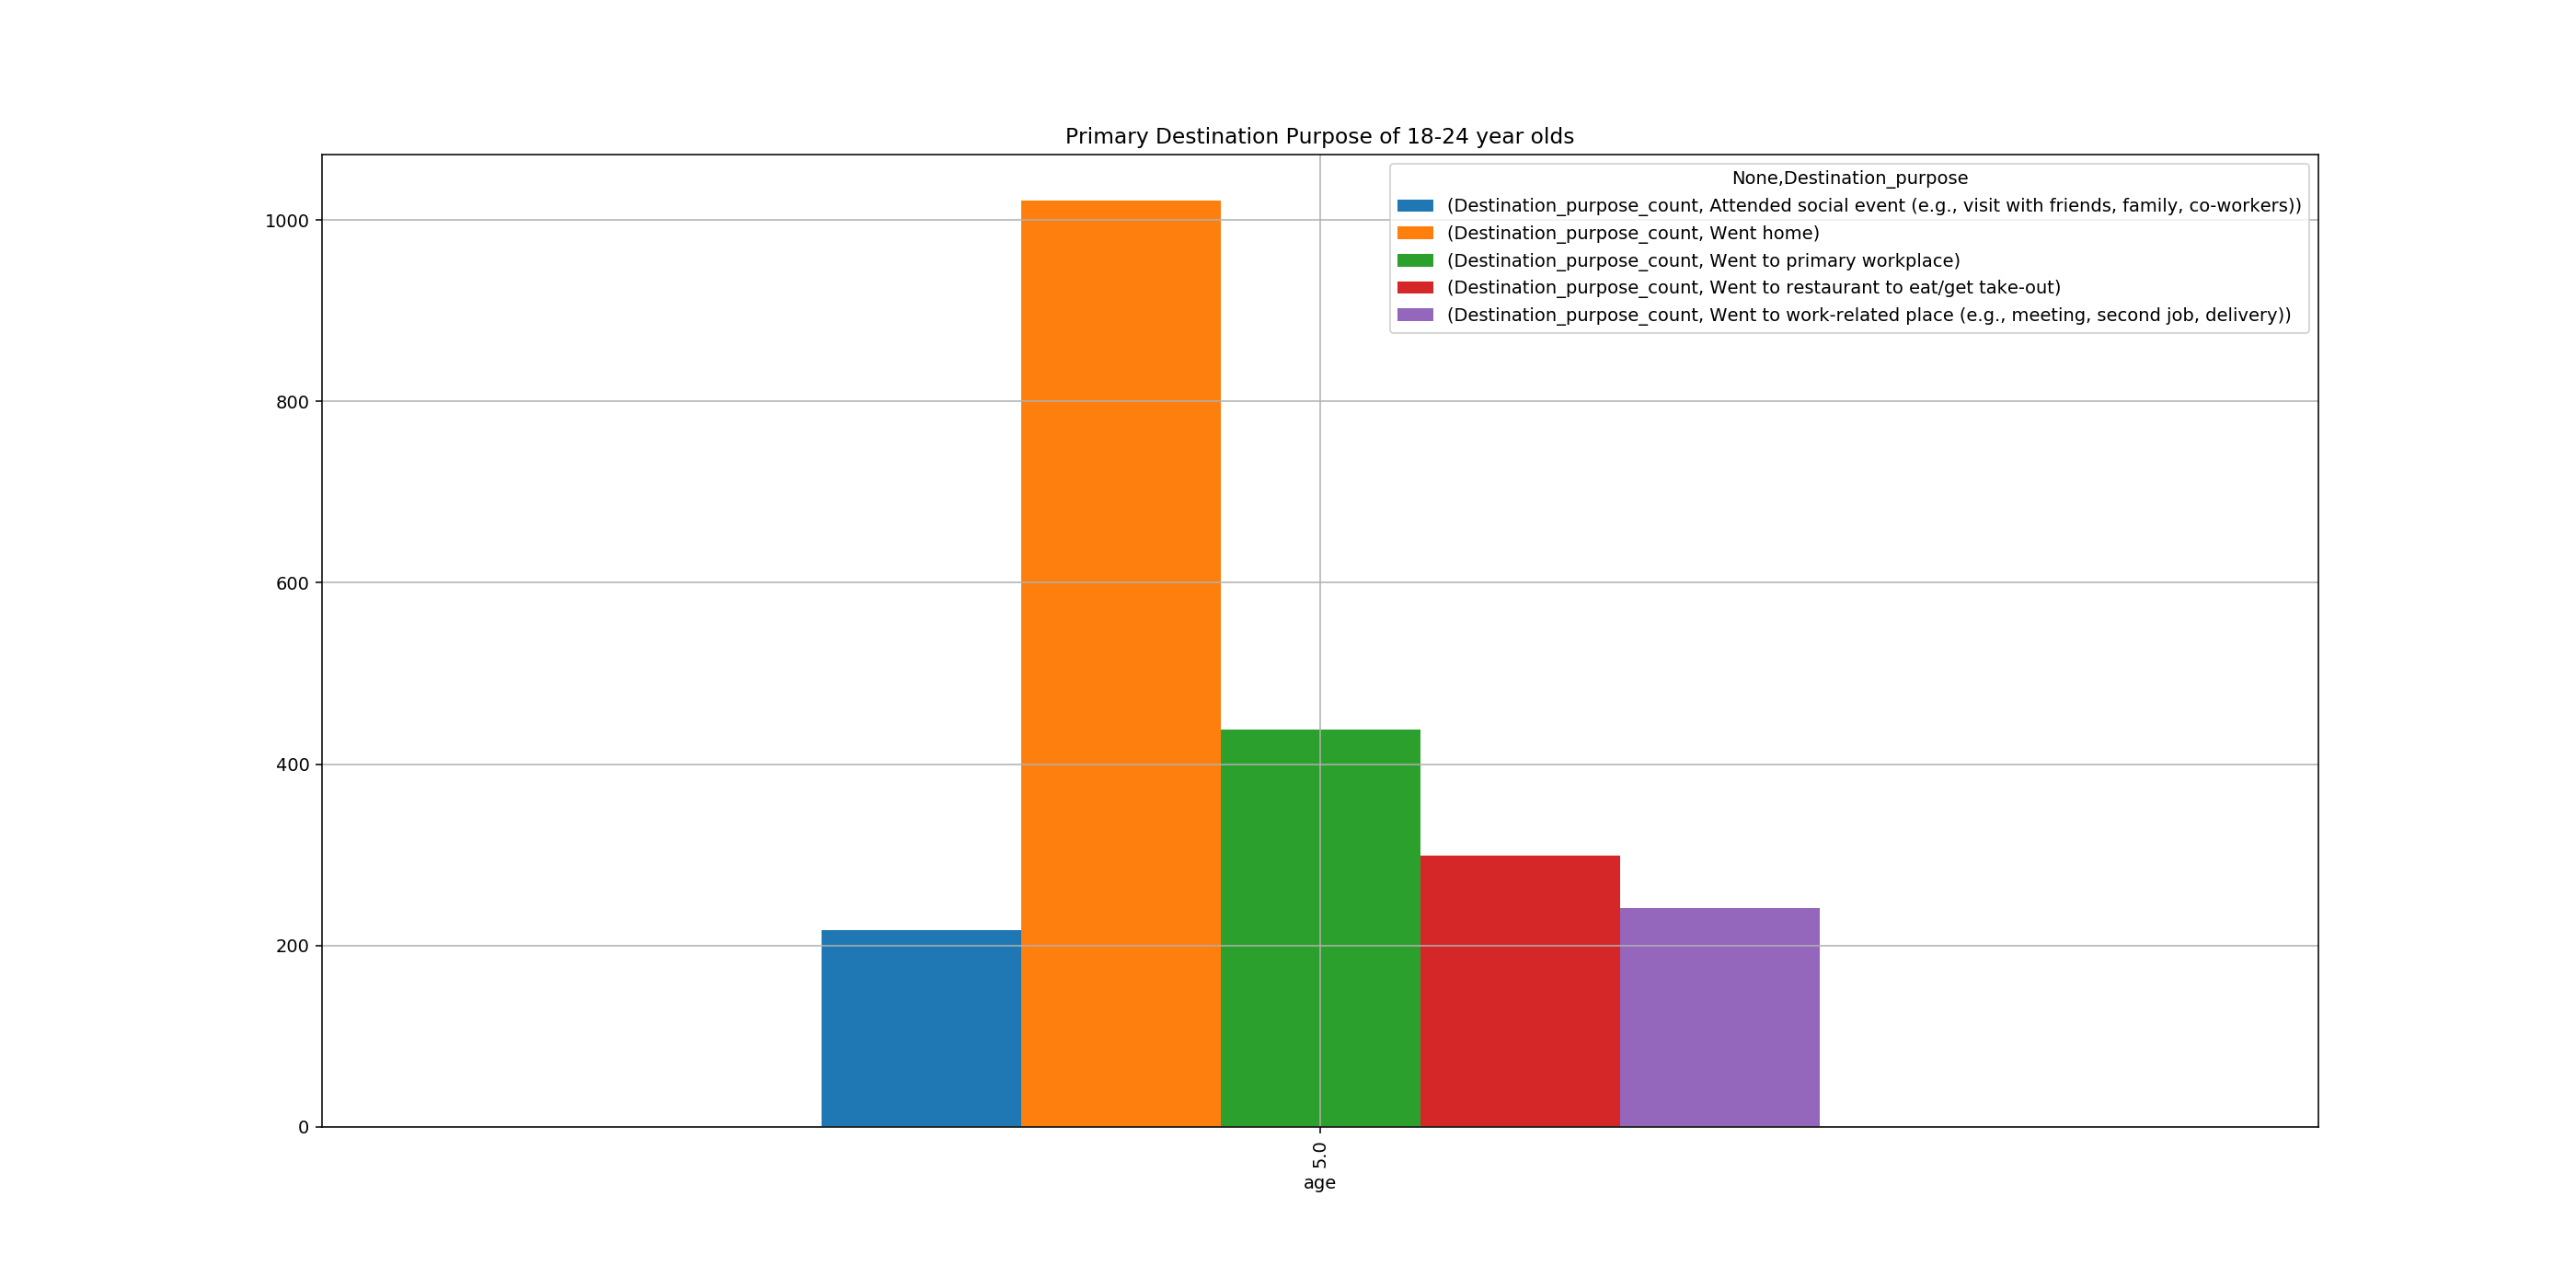 Primary Destination Purpose of 18-24 year olds
None,Destination_purpose
(Destination_purpose_count, Attended social event (e.g., visit with friends, family, co-workers))
(Destination_purpose_count, Went home)
(Destination_purpose_count, Went to primary workplace)
(Destination_purpose_count, Went to restaurant to eat/get take-out)
(Destination_purpose_count, Went to work-related place (e.g., meeting, second job, delivery))
1000
800
600
400
200
0
5.0
age